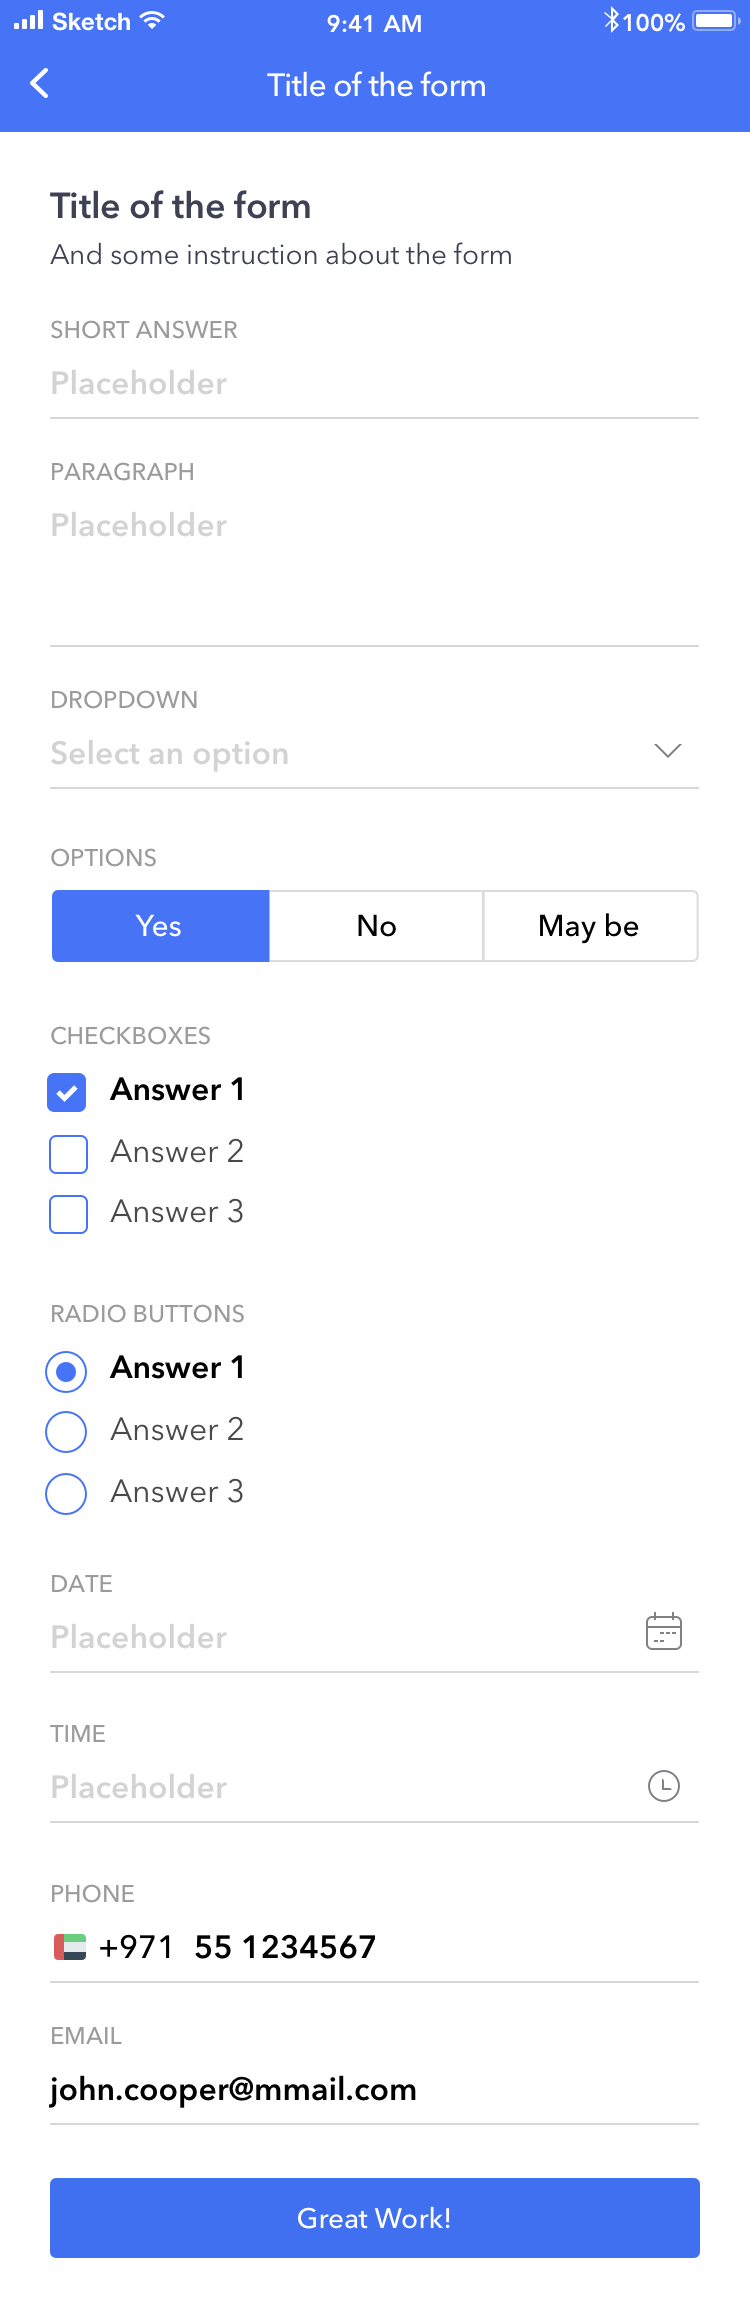 Sketch 9:41 AM 100%
Title of the form
Title of the form
And some instruction about the form
SHORT ANSWER
Placeholder
PARAGRAPH
Placeholder
DROPDOWN
Select an option
OPTIONS
Yes No May be
CHECKBOXES
Answer 1
Answer 2
Answer 3
RADIO BUTTONS
Answer 1
Answer 2
Answer 3
DATE
Placeholder
TIME
Placeholder
PHONE
+971 55 1234567
EMAIL
john.cooper@mmail.com
Great Work!